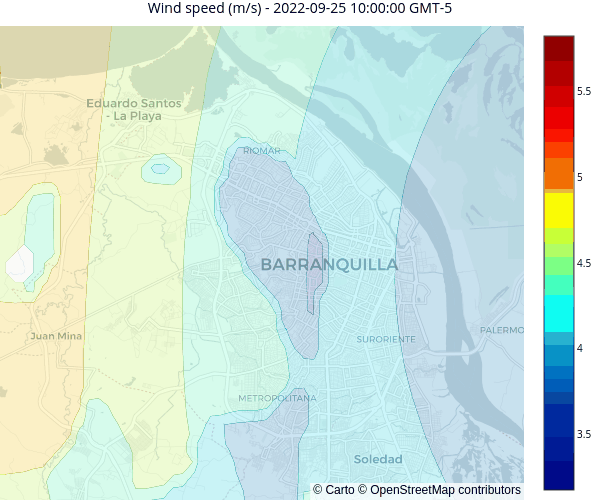 Wind speed (m/s) - 2022-09-25 10:00:00 GMT-5
Eduardo Santos
- La Playa
RIOMAR
BARRANQUILLA
Juan Mina
SURORIENTE
PALERMO
METROPOLITANA
Soledad
© Carto © OpenStreetMap contributors
5.5
5
4.5
4
3.5